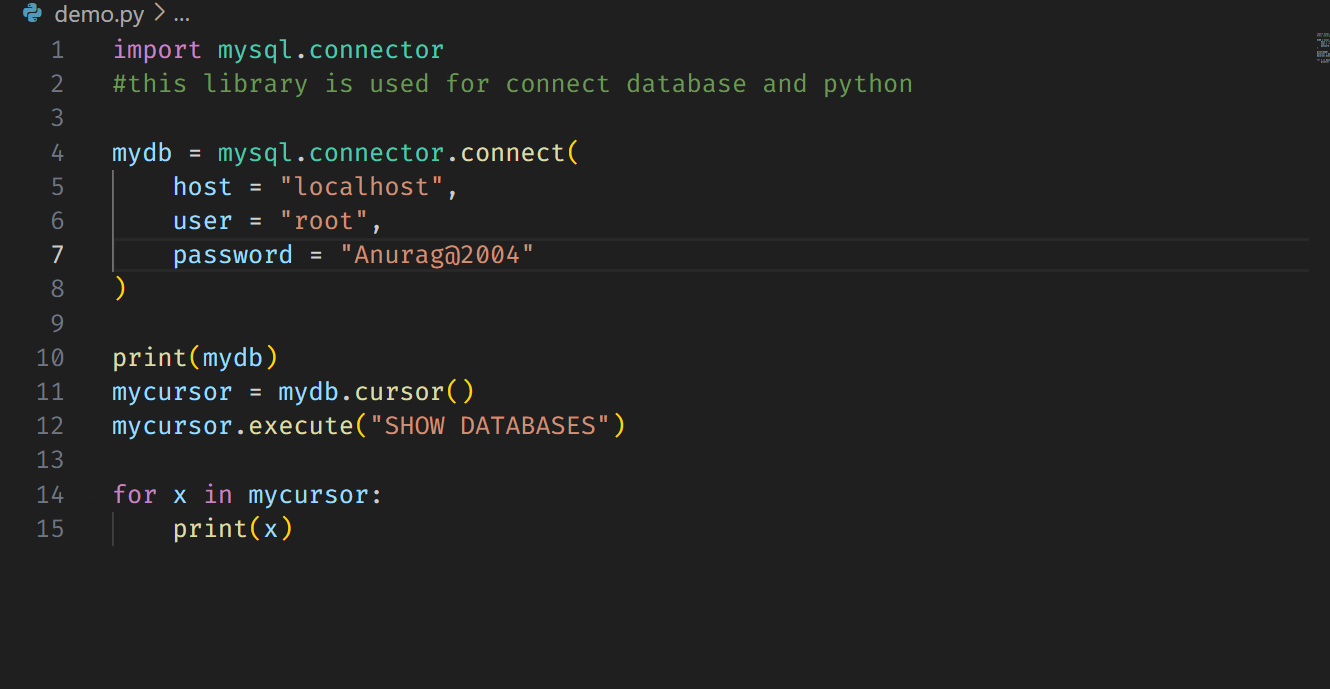 demo.py > ...
1 import mysql.connector
2 #this library is used for connect database and python
3
4 mydb = mysql.connector.connect(
5     host = "localhost",
6     user = "root",
7     password = "Anurag@2004"
8 )
9
10 print(mydb)
11 mycursor = mydb.cursor()
12 mycursor.execute("SHOW DATABASES")
13
14 for x in mycursor:
15     print(x)